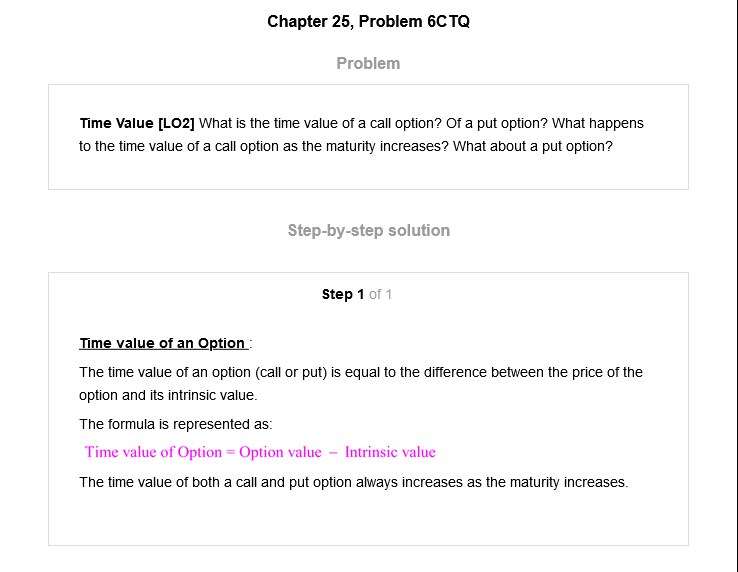 Chapter 25, Problem 6CTQ
Problem
Time Value [LO2] What is the time value of a call option? Of a put option? What happens
to the time value of a call option as the maturity increases? What about a put option?
Step-by-step solution
Step 1 of 1
Time value of an Option :
The time value of an option (call or put) is equal to the difference between the price of the
option and its intrinsic value.
The formula is represented as:
Time value of Option = Option value − Intrinsic value
The time value of both a call and put option always increases as the maturity increases.